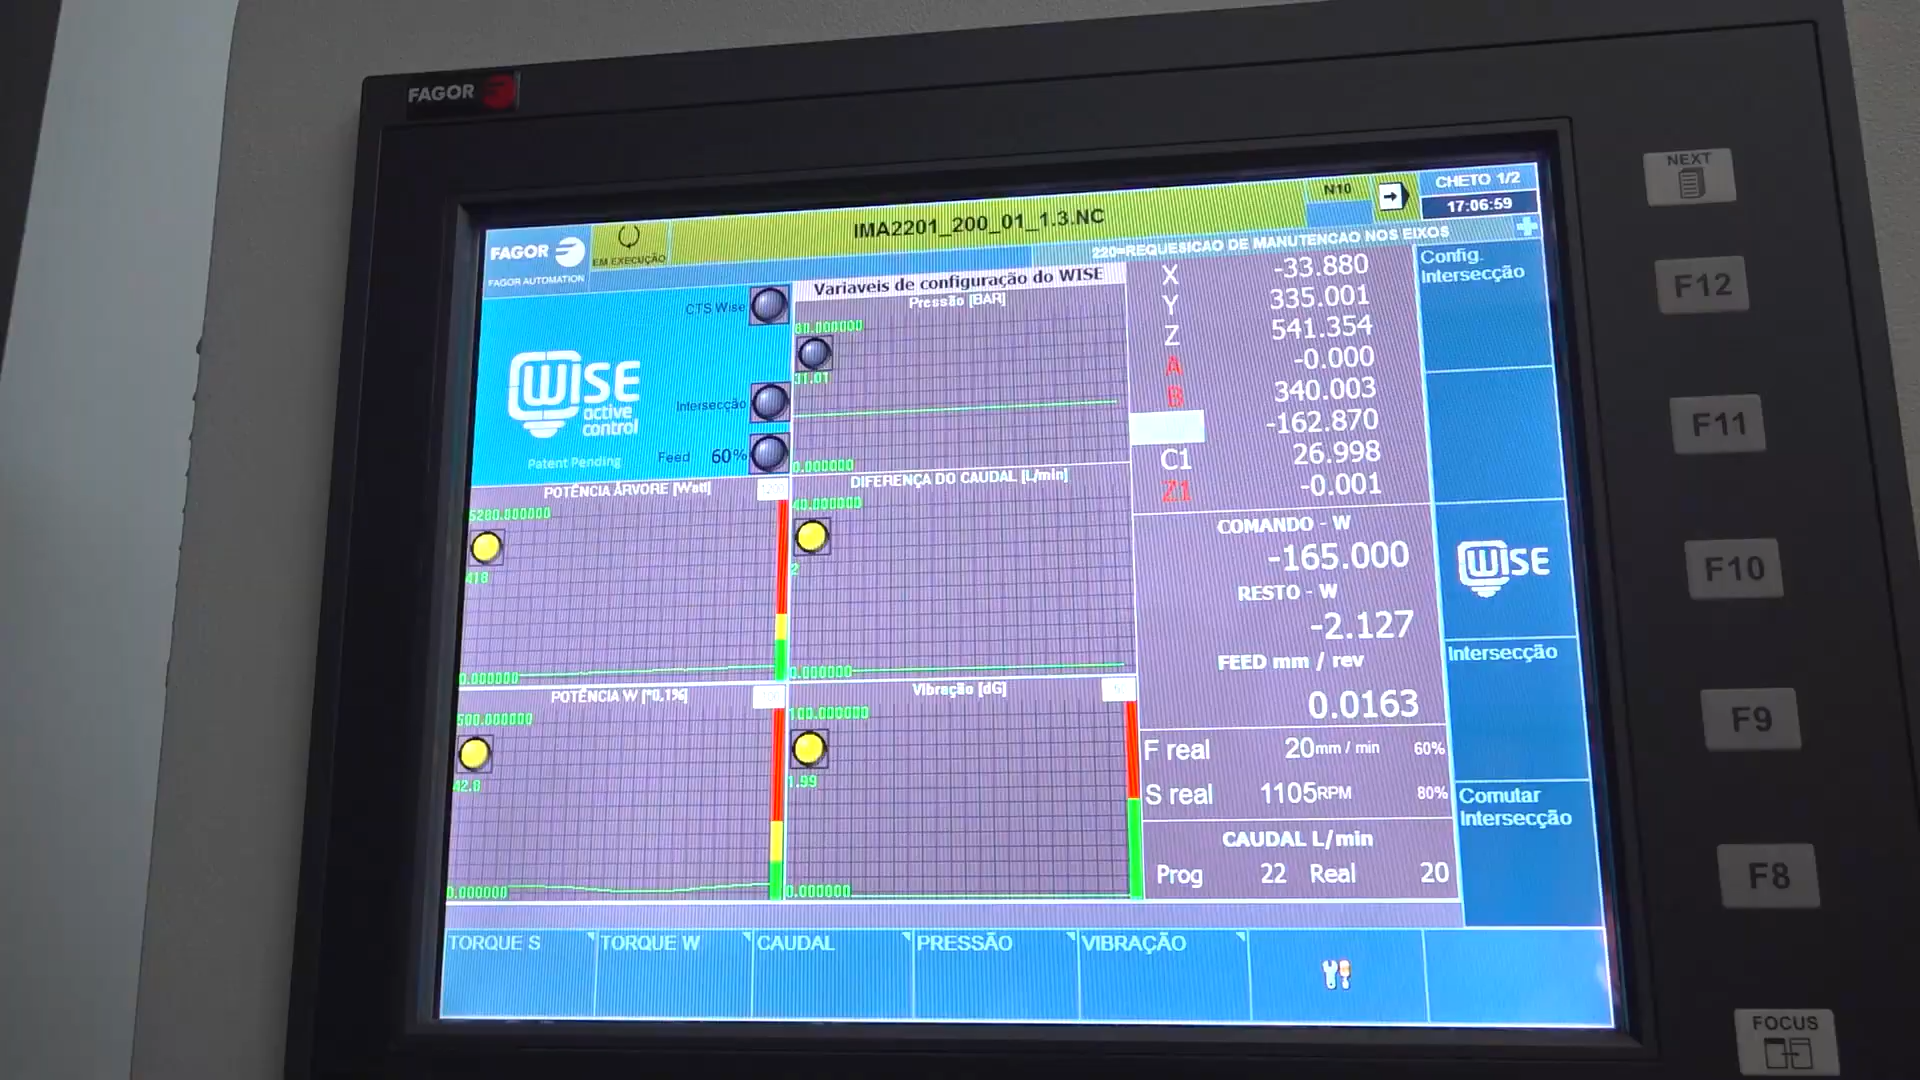 FAGOR
NEXT
FAGOR
FAGOR AUTOMATION
EM EXECUÇÃO
IMA2201_200_01_1.3.NC
N10
CHETO 1/2
17:06:59
220=REQUESICAO DE MANUTENCAO NOS EIXOS
CTS Wise
WISE
active
control
Patent Pending
Intersecção
Feed 60%
Variaveis de configuração do WISE
Pressão [BAR]
0.000000
POTÊNCIA ÁRVORE [Watt]
5280.000000
418
0.000000
DIFERENÇA DO CAUDAL [L/min]
40.000000
2
0.000000
POTÊNCIA W [*0,1%]
500.000000
42.8
0.000000
Vibração [dG]
100.000000
1.99
0.000000
X -33.880
Y 335.001
Z 541.354
A -0.000
B 340.003
-162.870
C1 26.998
Z1 -0.001
COMANDO - W
-165.000
RESTO - W
-2.127
FEED mm / rev
0.0163
F real 20 mm / min 60%
S real 1105 RPM 80%
CAUDAL L/min
Prog 22 Real 20
Config.
Intersecção
WISE
Intersecção
Comutar
Intersecção
TORQUE S
TORQUE W
CAUDAL
PRESSÃO
VIBRAÇÃO
F12
F11
F10
F9
F8
FOCUS